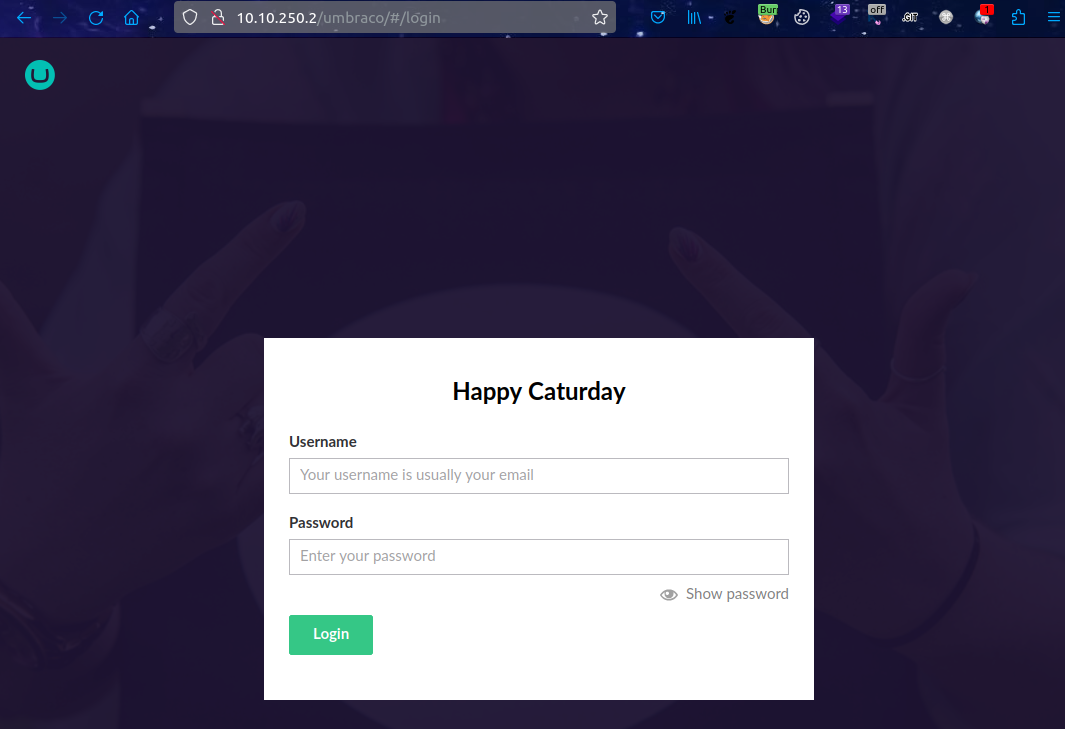 10.10.250.2/umbraco/#/login
Burp
13
off
.GIT
1
Happy Caturday
Username
Your username is usually your email
Password
Enter your password
Show password
Login